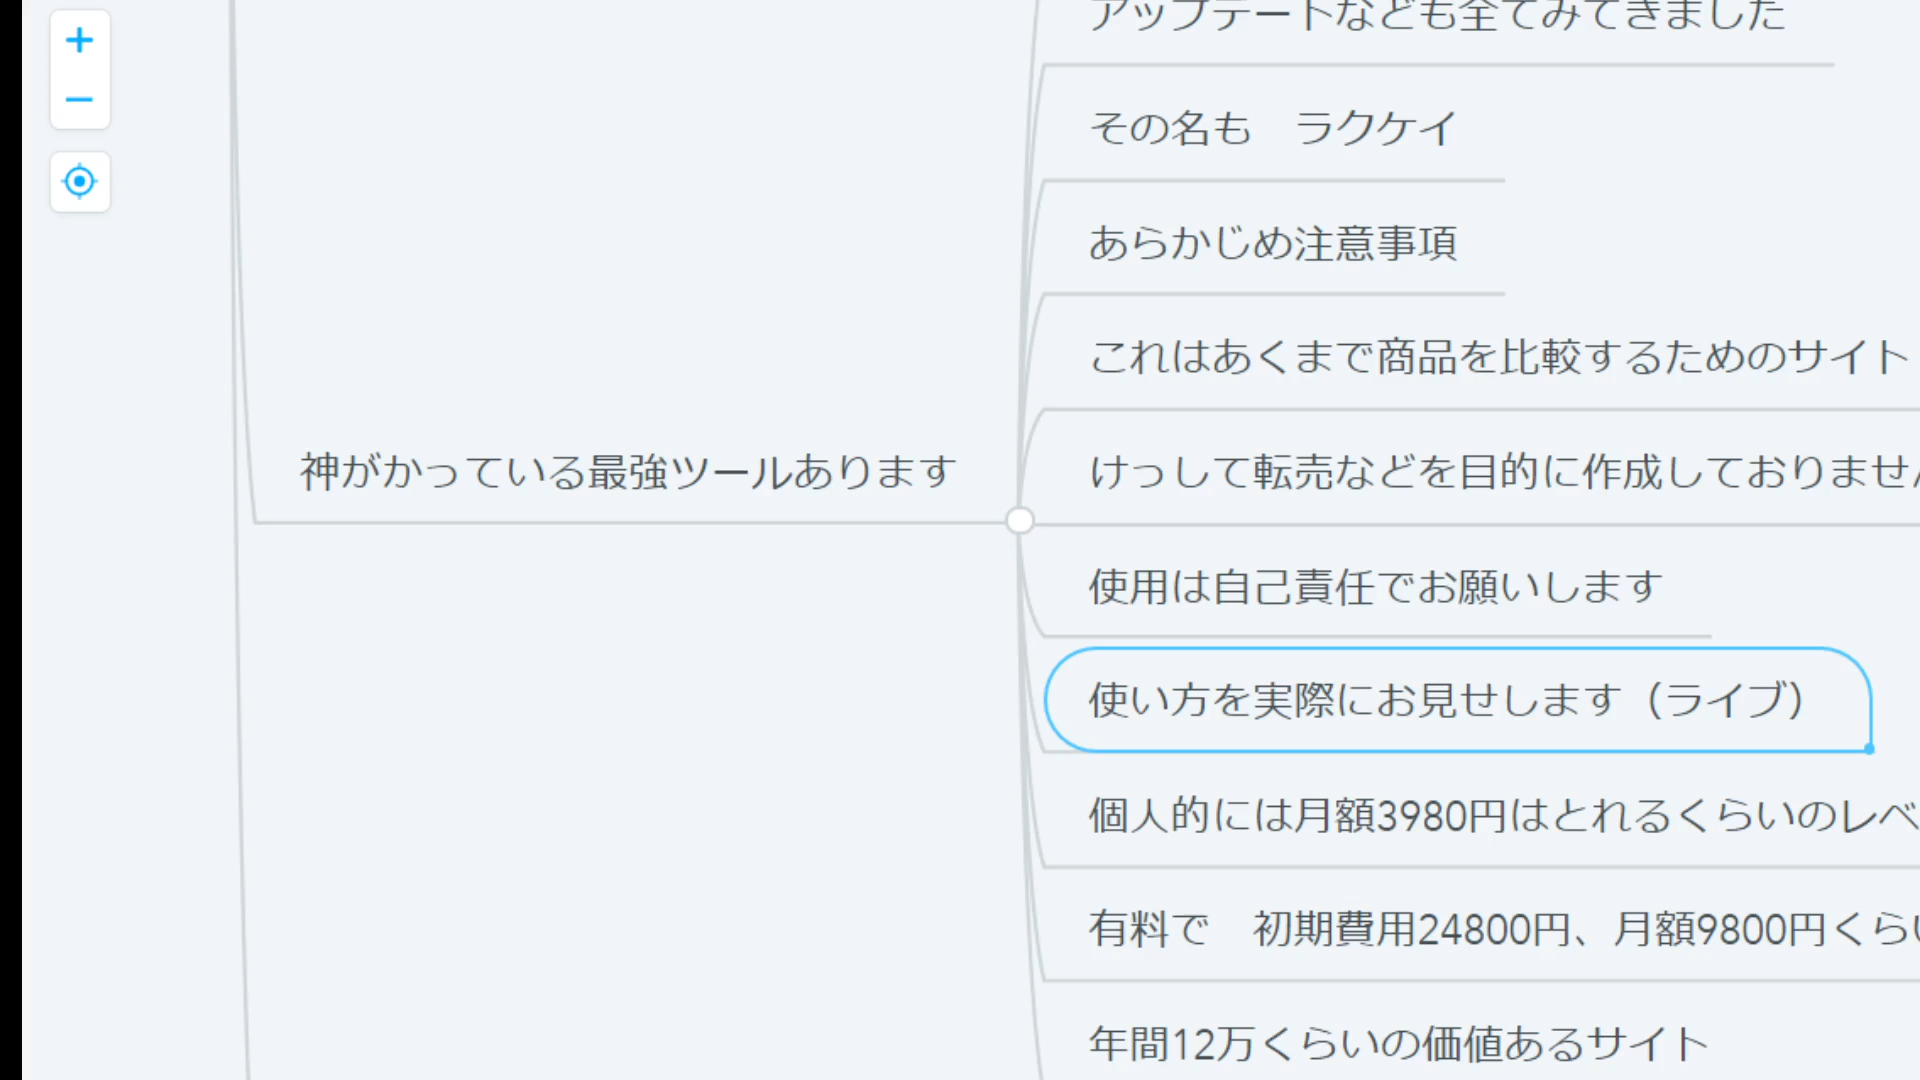 アップデートなども全てみてきました
その名も　ラクケイ
あらかじめ注意事項
これはあくまで商品を比較するためのサイト
神がかっている最強ツールあります
けっして転売などを目的に作成しておりません
使用は自己責任でお願いします
使い方を実際にお見せします（ライブ）
個人的には月額3980円はとれるくらいのレベ
有料で　初期費用24800円、月額9800円くらい
年間12万くらいの価値あるサイト